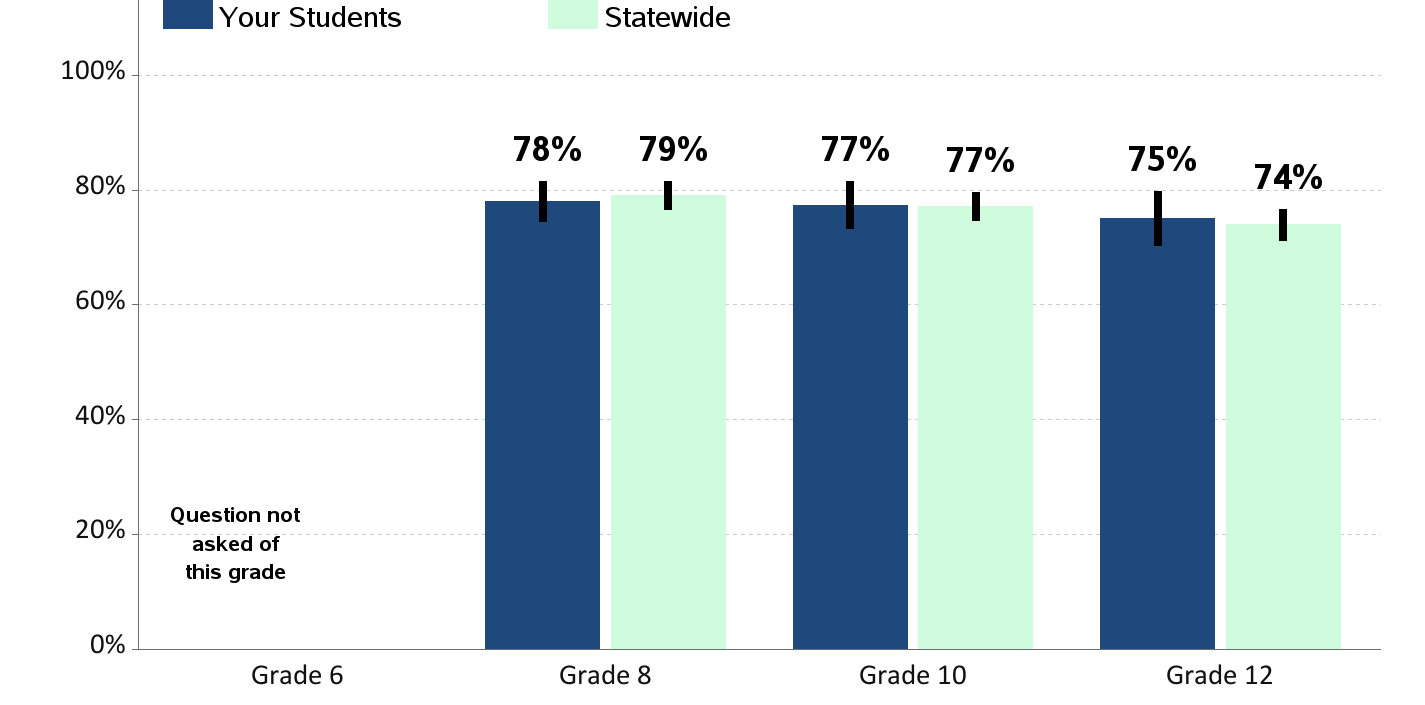 Your Students
Statewide
100%
80%
60%
40%
20%
0%
78%
79%
77%
77%
75%
74%
Question not
asked of
this grade
Grade 6
Grade 8
Grade 10
Grade 12